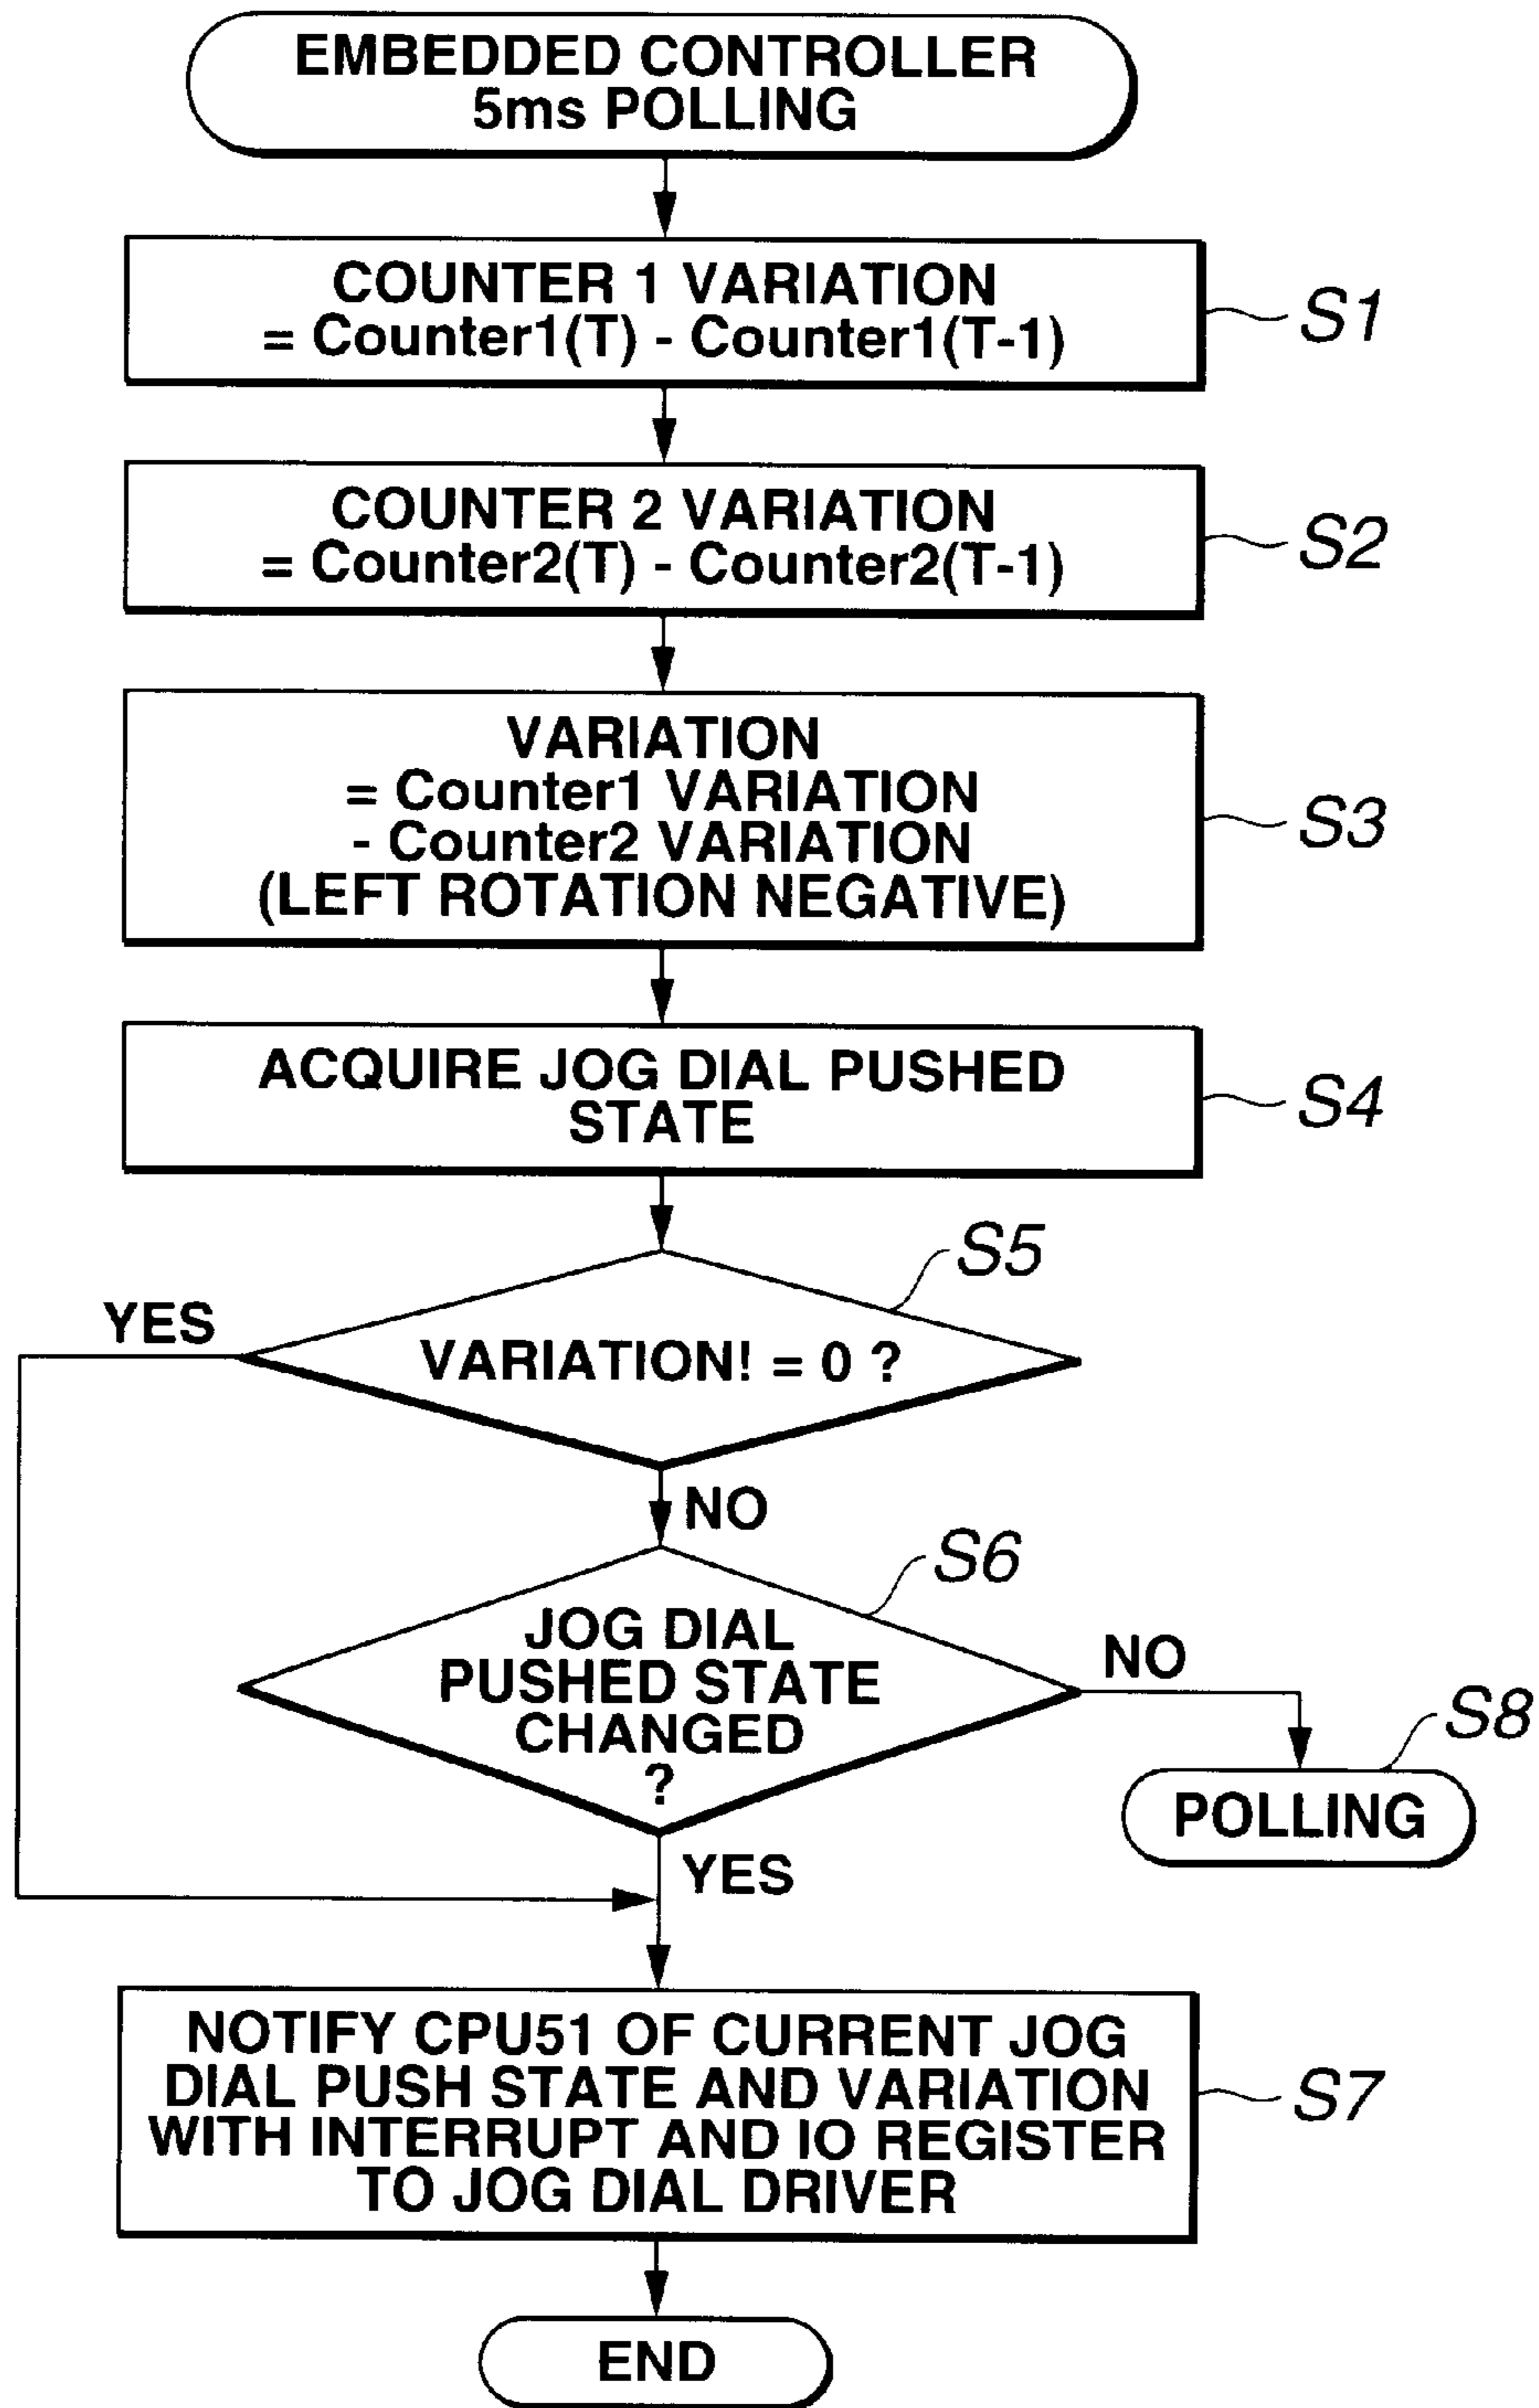 EMBEDDED CONTROLLER
5ms POLLING
COUNTER 1 VARIATION
= Counter1(T) - Counter1(T-1)
S1
COUNTER 2 VARIATION
= Counter2(T) - Counter2(T-1)
S2
VARIATION
= Counter1 VARIATION
- Counter2 VARIATION
(LEFT ROTATION NEGATIVE)
S3
ACQUIRE JOG DIAL PUSHED
STATE
S4
S5
YES
VARIATION! = 0 ?
NO
S6
JOG DIAL
PUSHED STATE
CHANGED
?
NO
S8
POLLING
YES
NOTIFY CPU51 OF CURRENT JOG
DIAL PUSH STATE AND VARIATION
WITH INTERRUPT AND IO REGISTER
TO JOG DIAL DRIVER
S7
END